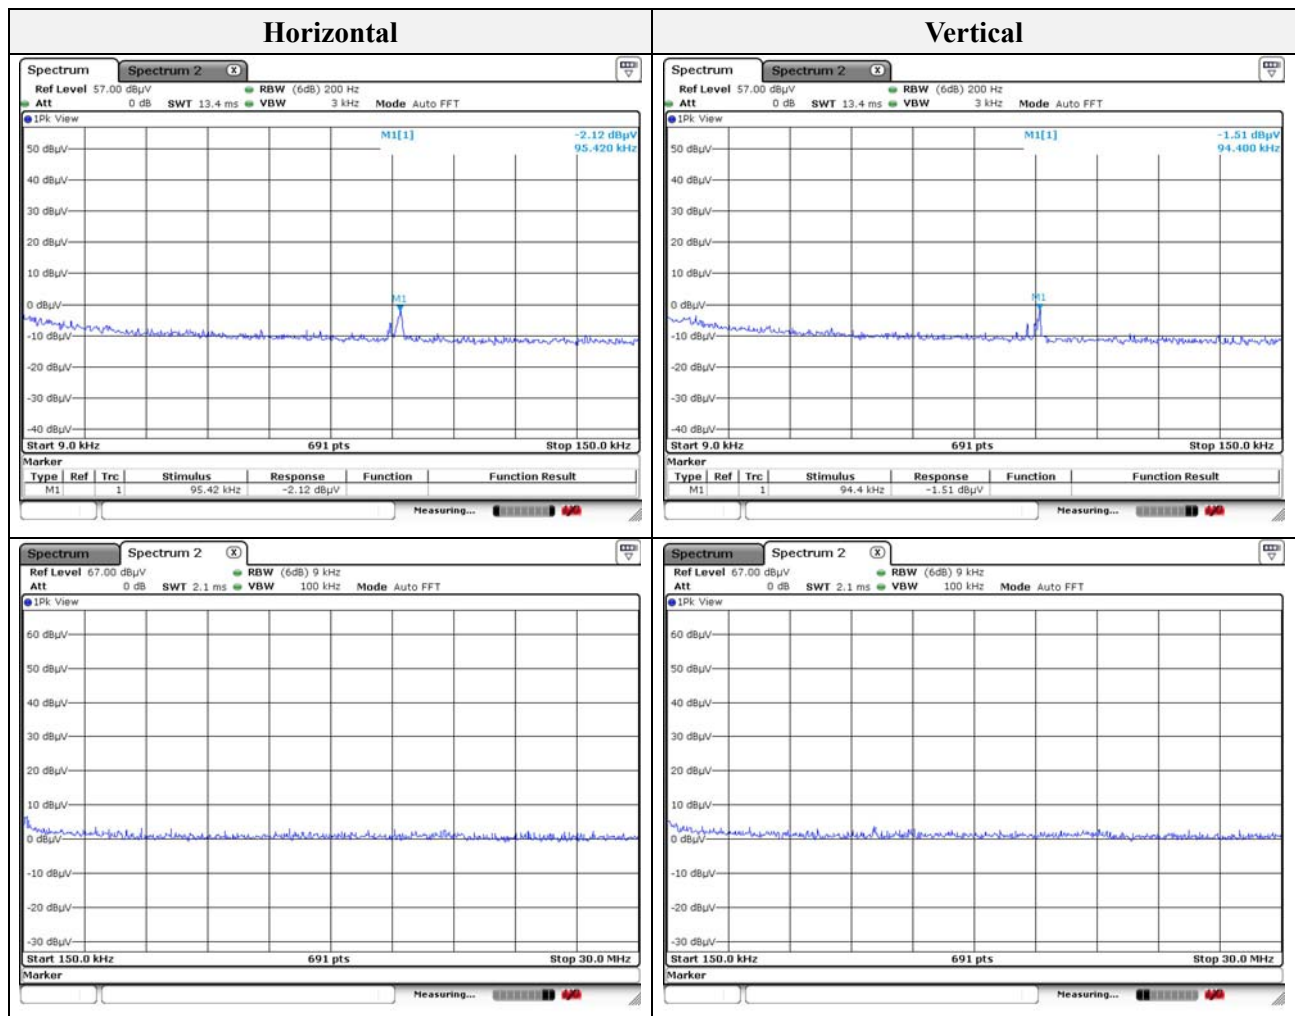 Horizontal
Vertical
Spectrum Spectrum 2 X
Ref Level 57.00 dBµV RBW (6dB) 200 Hz
Att 0 dB SWT 13.4 ms VBW 3 kHz Mode Auto FFT
1Pk View
M1[1] -2.12 dBµV
95.420 kHz
50 dBµV
40 dBµV
30 dBµV
20 dBµV
10 dBµV
M1
0 dBµV
-10 dBµV
-20 dBµV
-30 dBµV
-40 dBµV
Start 9.0 kHz 691 pts Stop 150.0 kHz
Marker
Type Ref Trc Stimulus Response Function Function Result
M1 1 95.42 kHz -2.12 dBµV
Measuring...
Spectrum Spectrum 2 X
Ref Level 57.00 dBµV RBW (6dB) 200 Hz
Att 0 dB SWT 13.4 ms VBW 3 kHz Mode Auto FFT
1Pk View
M1[1] -1.51 dBµV
94.400 kHz
50 dBµV
40 dBµV
30 dBµV
20 dBµV
10 dBµV
M1
0 dBµV
-10 dBµV
-20 dBµV
-30 dBµV
-40 dBµV
Start 9.0 kHz 691 pts Stop 150.0 kHz
Marker
Type Ref Trc Stimulus Response Function Function Result
M1 1 94.4 kHz -1.51 dBµV
Measuring...
Spectrum Spectrum 2 X
Ref Level 67.00 dBµV RBW (6dB) 9 kHz
Att 0 dB SWT 2.1 ms VBW 100 kHz Mode Auto FFT
1Pk View
60 dBµV
50 dBµV
40 dBµV
30 dBµV
20 dBµV
10 dBµV
0 dBµV
-10 dBµV
-20 dBµV
-30 dBµV
Start 150.0 kHz 691 pts Stop 30.0 MHz
Marker
Measuring...
Spectrum Spectrum 2 X
Ref Level 67.00 dBµV RBW (6dB) 9 kHz
Att 0 dB SWT 2.1 ms VBW 100 kHz Mode Auto FFT
1Pk View
60 dBµV
50 dBµV
40 dBµV
30 dBµV
20 dBµV
10 dBµV
0 dBµV
-10 dBµV
-20 dBµV
-30 dBµV
Start 150.0 kHz 691 pts Stop 30.0 MHz
Marker
Measuring...